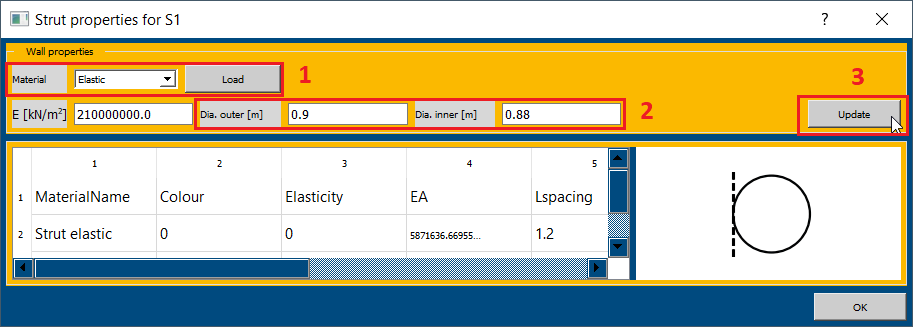 Strut properties for S1 ?
Wall properties
Material Elastic Load 1 3
E [kN/m²] 210000000.0 Dia. outer [m] 0.9 Dia. inner [m] 0.88 2 Update
1 2 3 4 5
1 MaterialName Colour Elasticity EA Lspacing
2 Strut elastic 0 0 5871636.66955... 1.2
OK